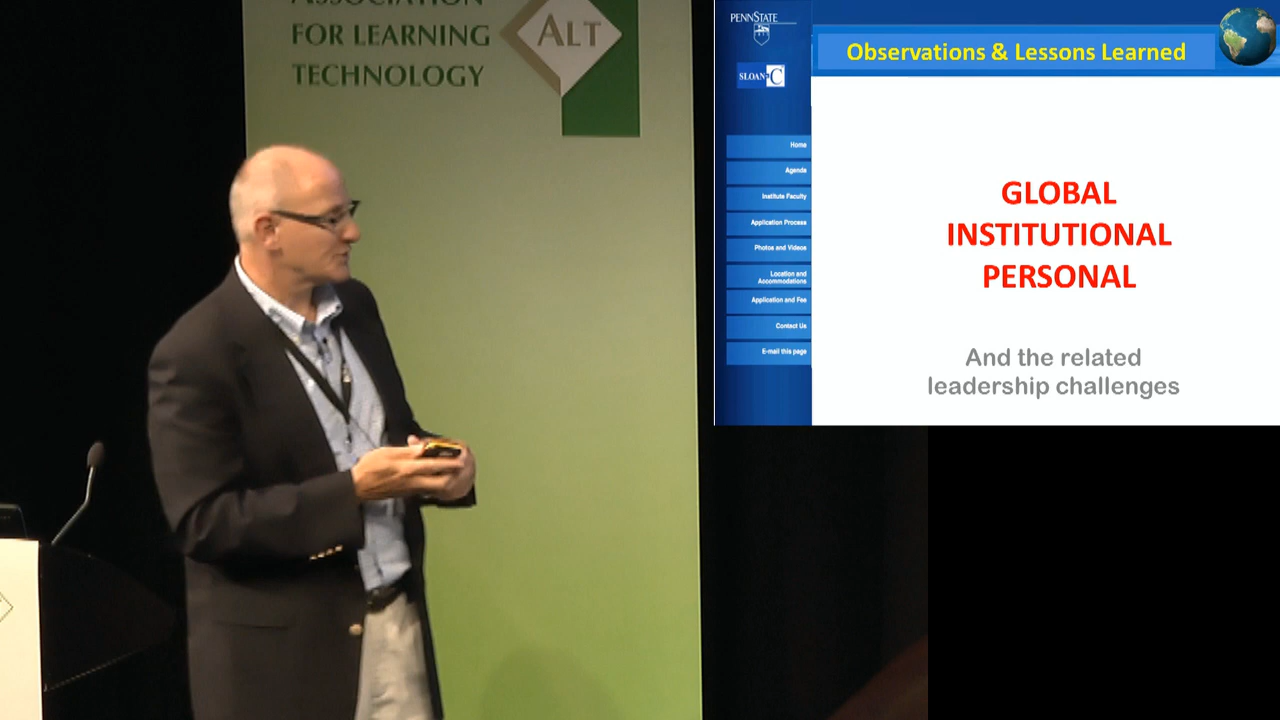 ASSOCIATION
FOR LEARNING
TECHNOLOGY
ALT
PENNSTATE
SLOAN-C
Observations & Lessons Learned
Home
Agenda
Institute Faculty
Application Process
Photos and Videos
Location and
Accommodations
Application and Fee
Contact Us
E-mail this page
GLOBAL
INSTITUTIONAL
PERSONAL
And the related
leadership challenges